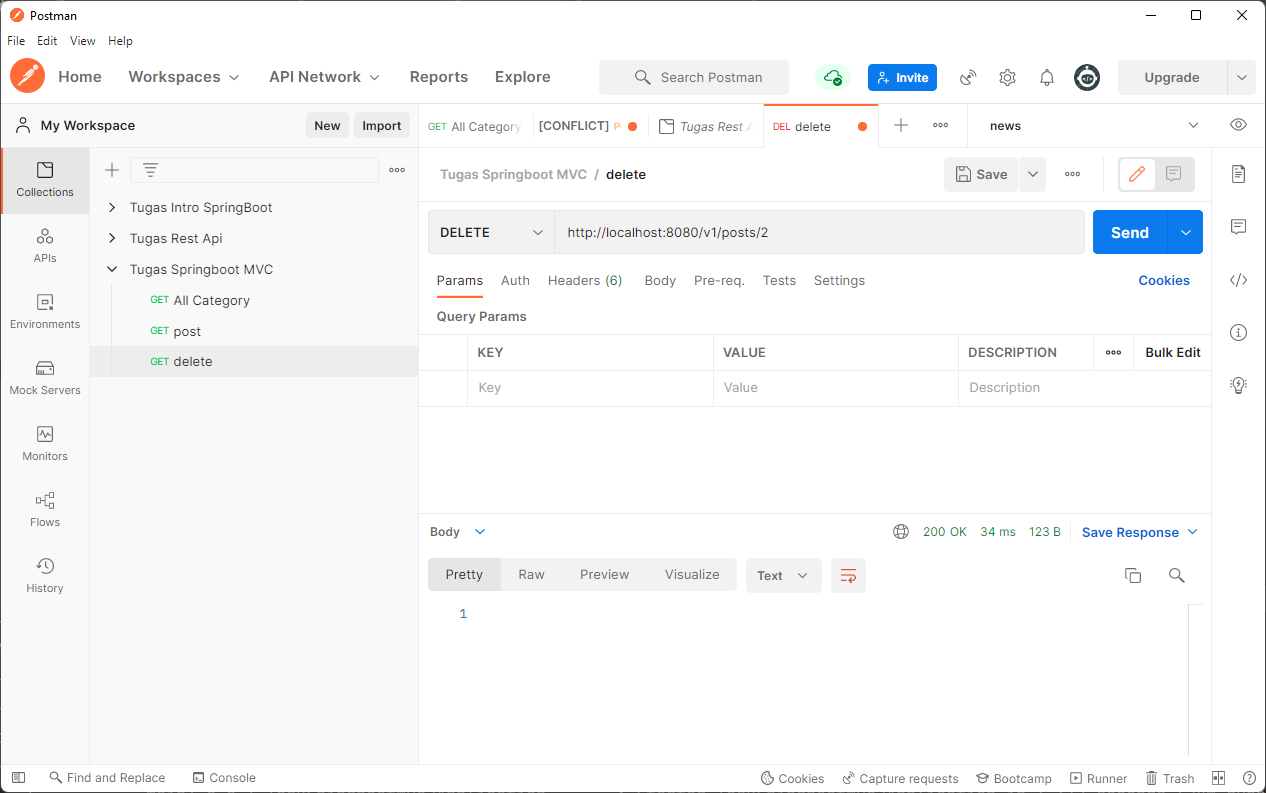 Postman
File Edit View Help
Home Workspaces API Network Reports Explore Search Postman Invite Upgrade
My Workspace New Import GET All Category [CONFLICT] Tugas Rest DEL delete news
Collections
APIs
Environments
Mock Servers
Monitors
Flows
History
Tugas Intro SpringBoot
Tugas Rest Api
Tugas Springboot MVC
GET All Category
GET post
GET delete
Tugas Springboot MVC / delete Save
DELETE http://localhost:8080/v1/posts/2 Send
Params Auth Headers (6) Body Pre-req. Tests Settings Cookies
Query Params
KEY VALUE DESCRIPTION Bulk Edit
Key Value Description
Body 200 OK 34 ms 123 B Save Response
Pretty Raw Preview Visualize Text
1
Find and Replace Console Cookies Capture requests Bootcamp Runner Trash